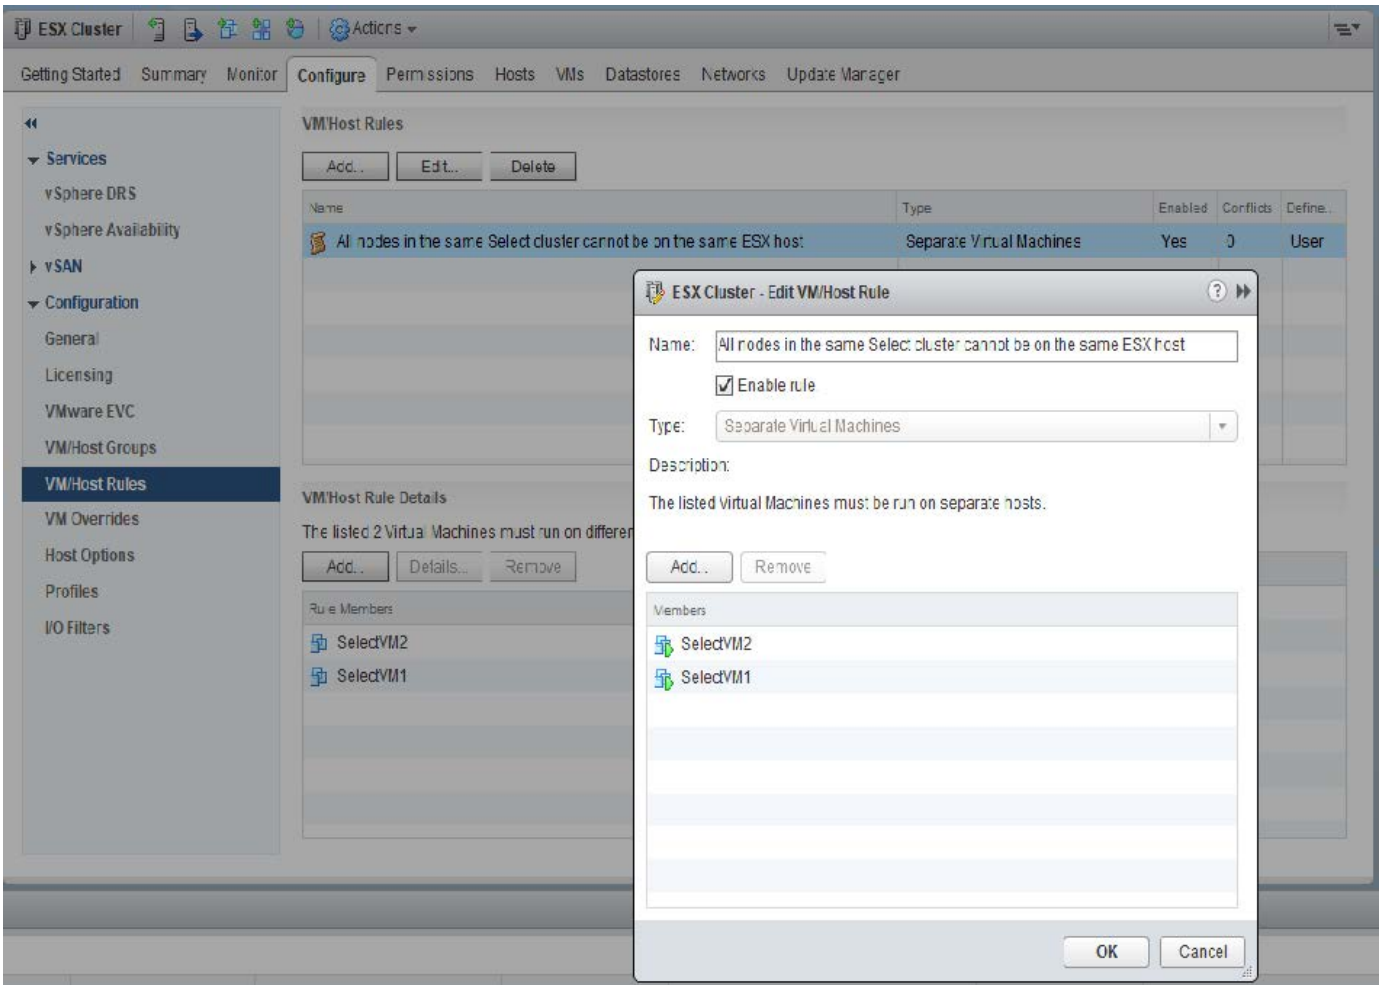 ESX Cluster Actions
Getting Started Summary Monitor Configure Permissions Hosts VMs Datastores Networks Update Manager
VM/Host Rules
Services
Add... Edit... Delete
vSphere DRS
Name Type Enabled Conflicts Define..
vSphere Availability
All nodes in the same Select cluster cannot be on the same ESX host Separate Virtual Machines Yes 0 User
vSAN
ESX Cluster - Edit VM/Host Rule ?
Configuration
General
Name: All nodes in the same Select cluster cannot be on the same ESX host
Licensing
Enable rule
VMware EVC
Type: Separate Virtual Machines
VM/Host Groups
Description:
VM/Host Rules
VM/Host Rule Details
The listed Virtual Machines must be run on separate hosts.
VM Overrides
The listed 2 Virtual Machines must run on differen
Host Options
Add... Details... Remove
Add... Remove
Profiles
Rule Members
Members
I/O Filters
SelectVM2
SelectVM2
SelectVM1
SelectVM1
OK Cancel